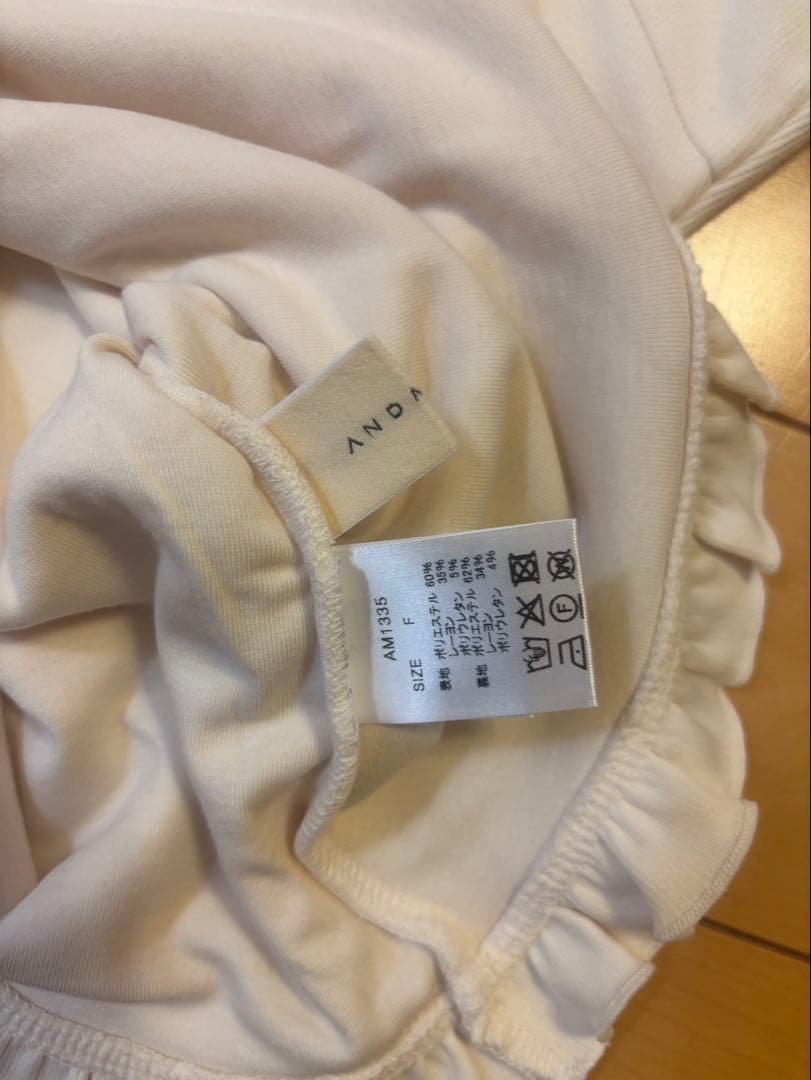 ANDA
AM1335
SIZE F
表地 ポリエステル 60%
レーヨン 35%
ポリウレタン 5%
裏地 ポリエステル 62%
レーヨン 34%
ポリウレタン 4%
F